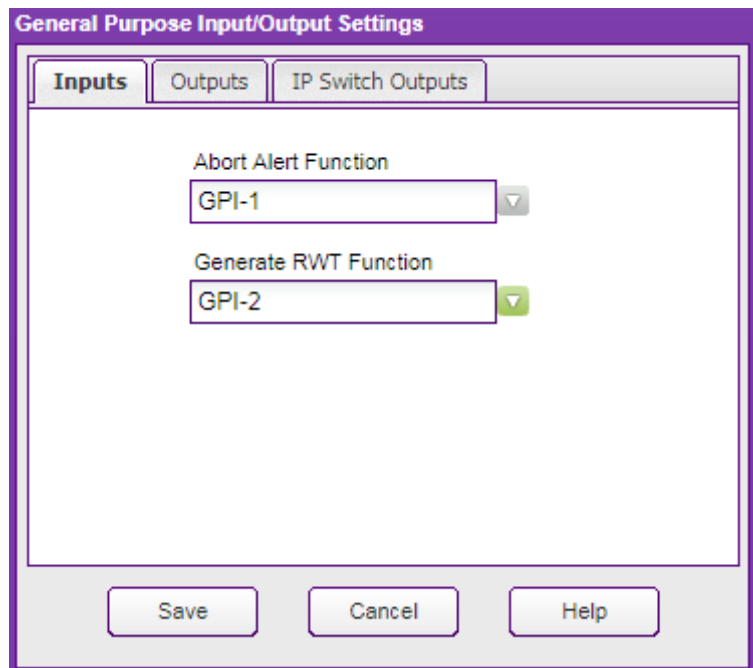 General Purpose Input/Output Settings
Inputs Outputs IP Switch Outputs
Abort Alert Function
GPI-1
Generate RWT Function
GPI-2
Save Cancel Help